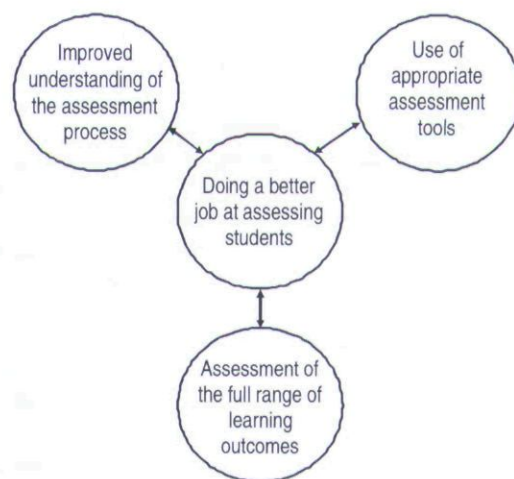 Improved
understanding of
the assessment
process
Use of
appropriate
assessment
tools
Doing a better
job at assessing
students
Assessment of
the full range of
learning
outcomes